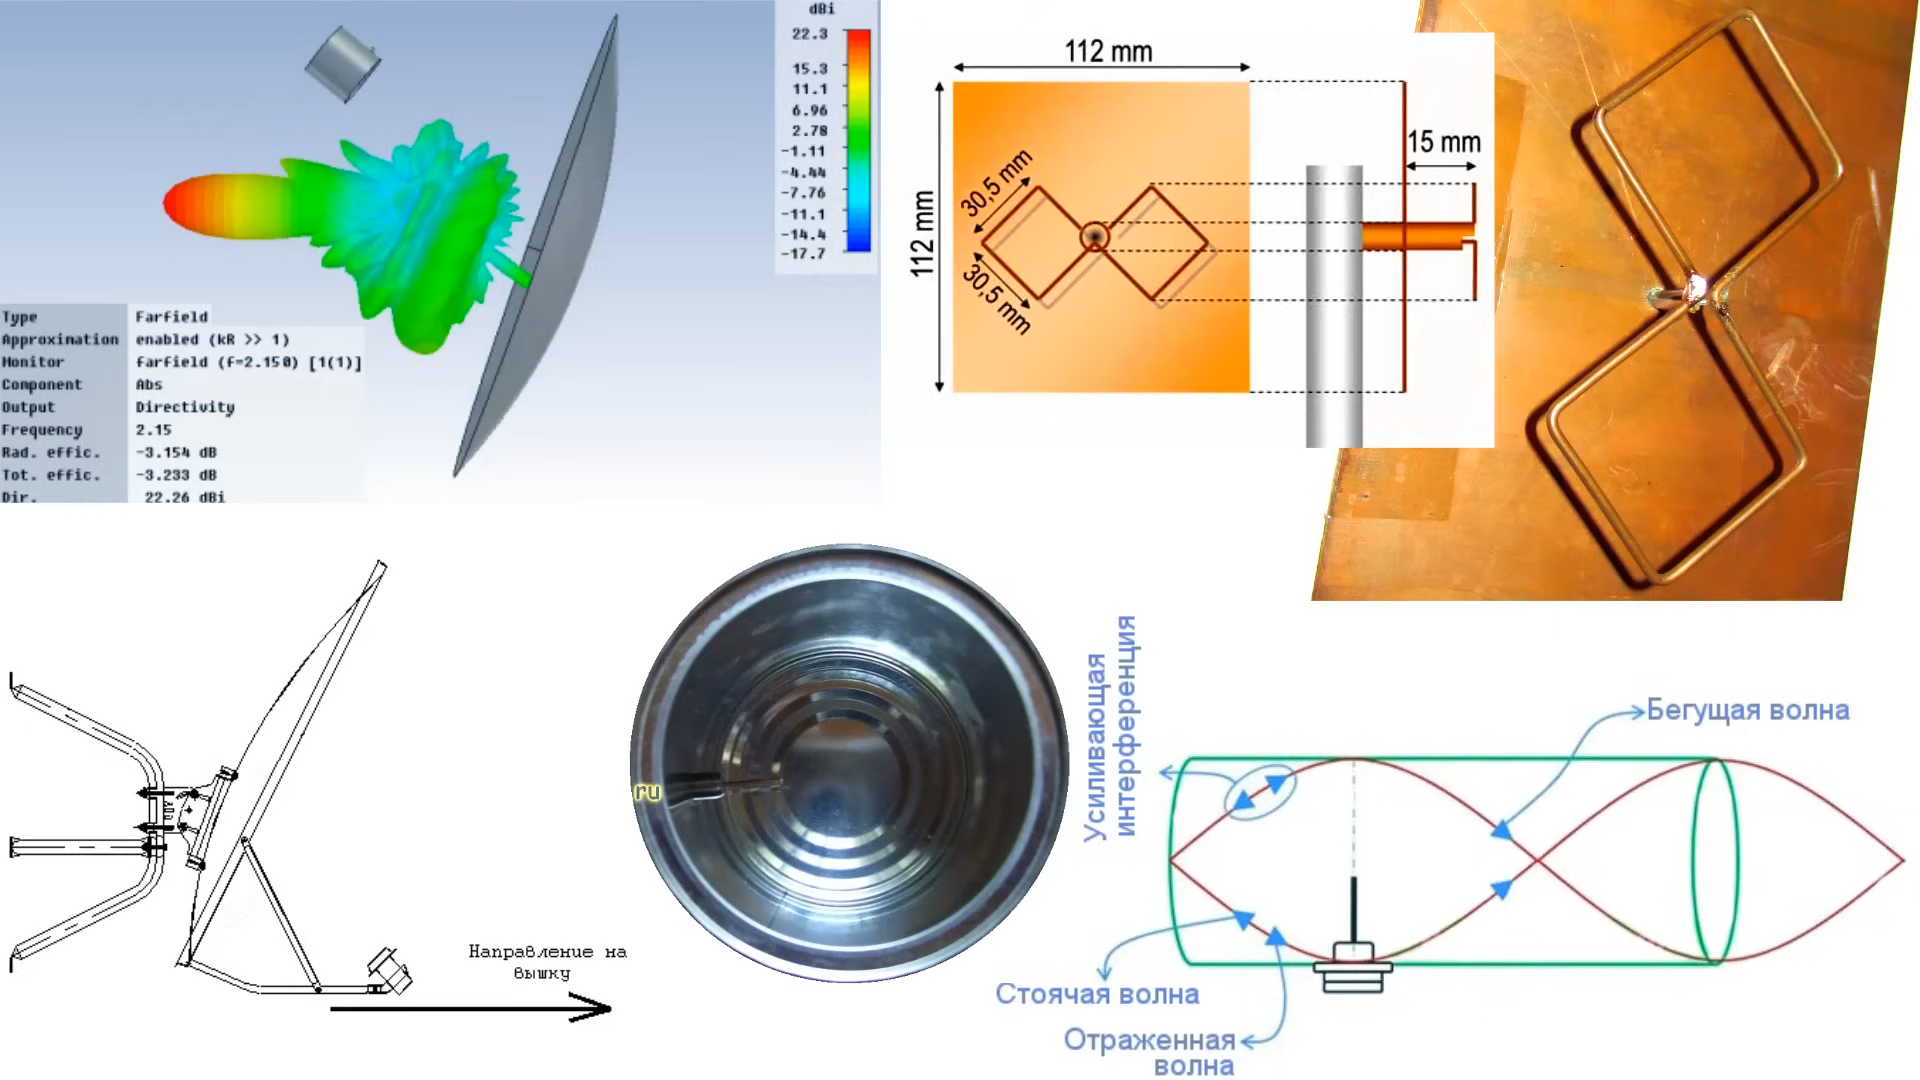 dBi
22.3
15.3
11.1
6.96
2.78
-1.11
-4.44
-7.76
-11.1
-14.4
-17.7
Type Farfield
Approximation enabled (kR >> 1)
Monitor farfield (f=2.150) [1(1)]
Component Abs
Output Directivity
Frequency 2.15
Rad. effic. -3.154 dB
Tot. effic. -3.233 dB
Dir. 22.26 dBi
112 mm
112 mm
30,5 mm
30,5 mm
15 mm
Направление на
вышку
ru
Усиливающая
интерференция
Бегущая волна
Стоячая волна
Отраженная
волна